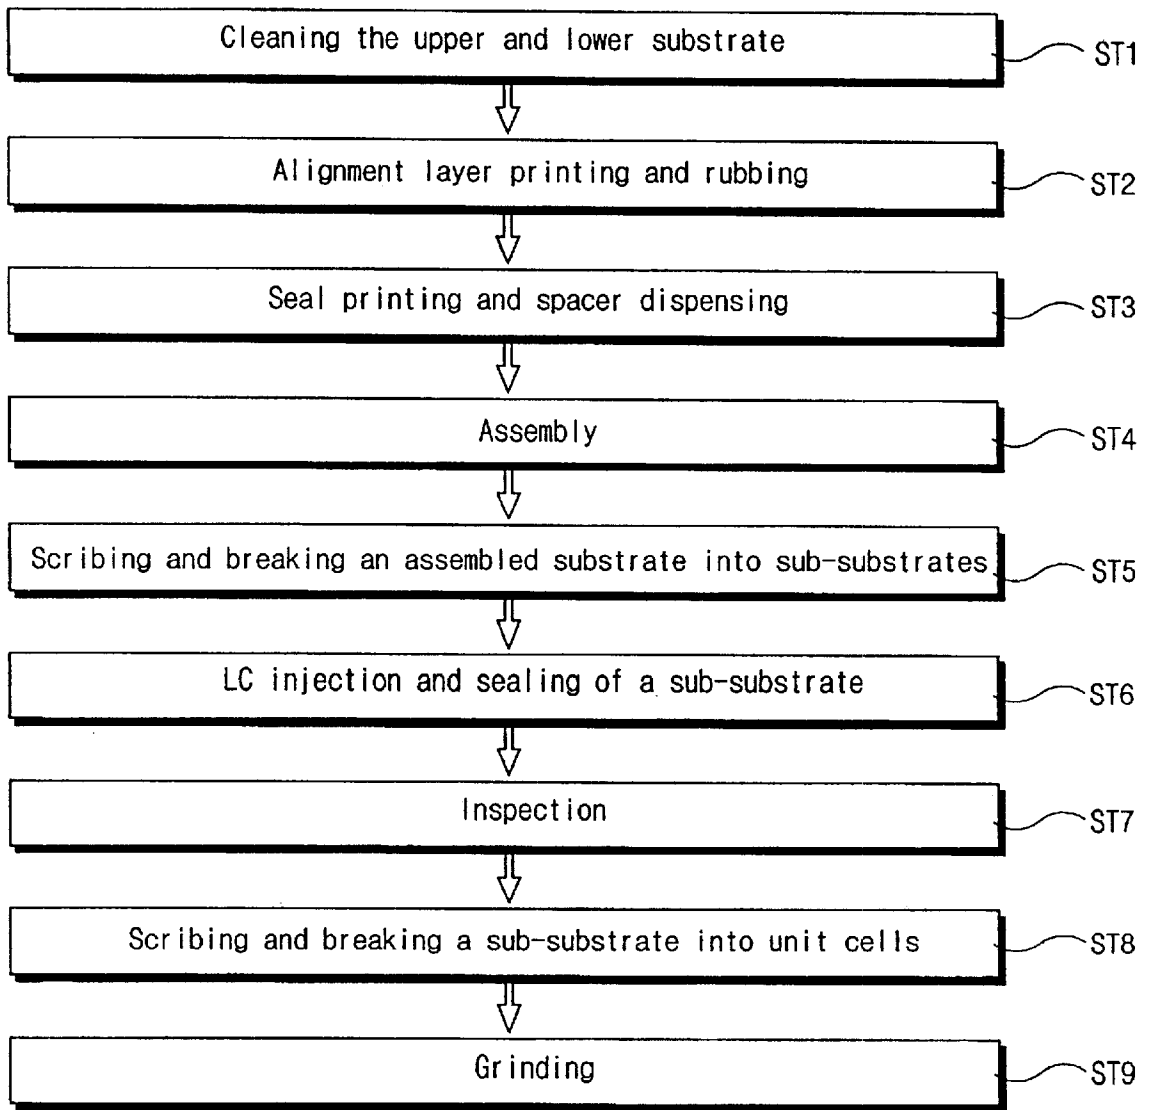 Cleaning the upper and lower substrate
ST1
Alignment layer printing and rubbing
ST2
Seal printing and spacer dispensing
ST3
Assembly
ST4
Scribing and breaking an assembled substrate into sub-substrates
ST5
LC injection and sealing of a sub-substrate
ST6
Inspection
ST7
Scribing and breaking a sub-substrate into unit cells
ST8
Grinding
ST9